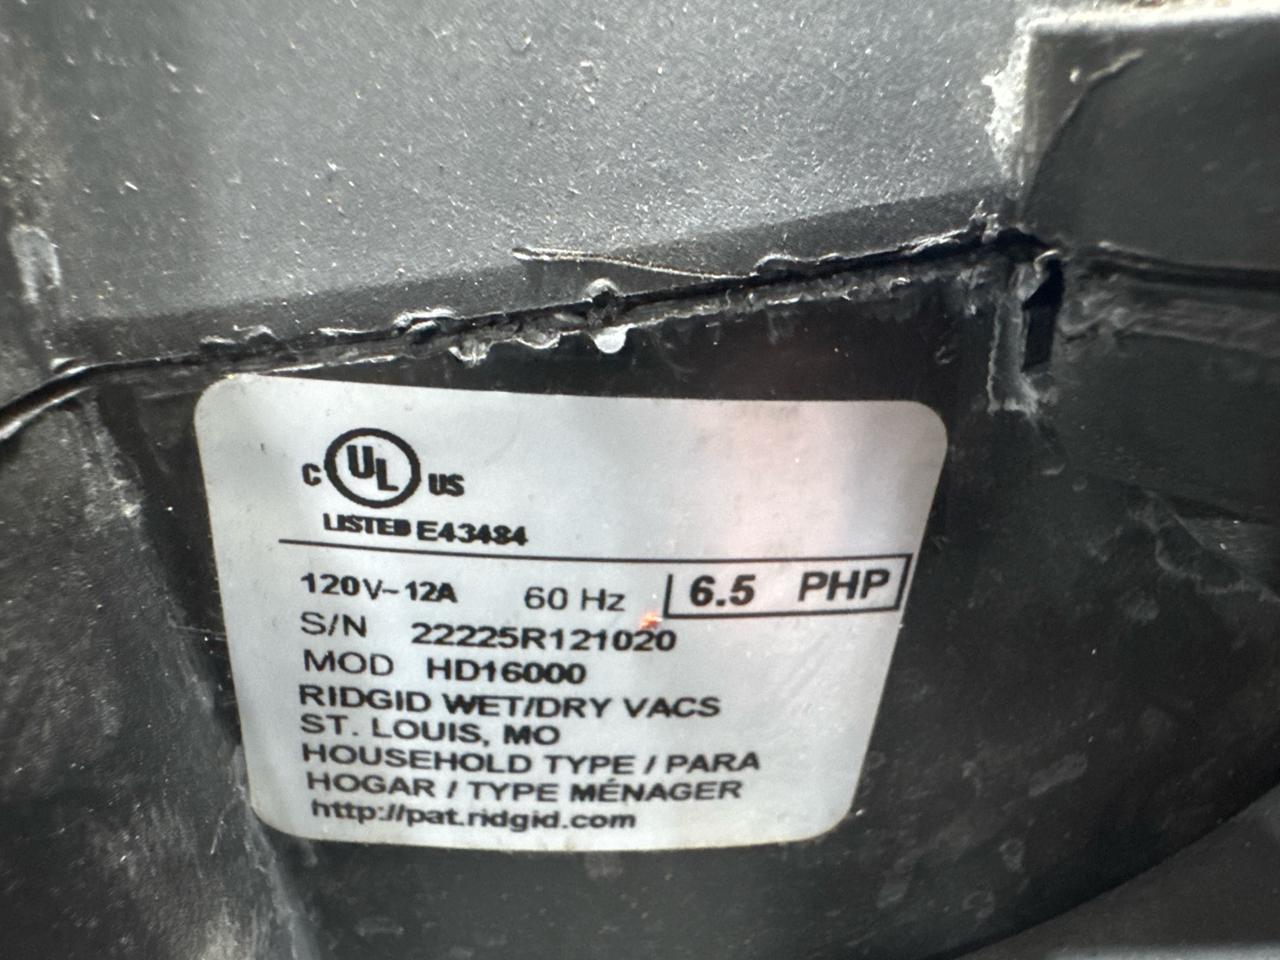 C UL US
LISTED E43484
120V~12A 60 Hz 6.5 PHP
S/N 22225R121020
MOD HD16000
RIDGID WET/DRY VACS
ST. LOUIS, MO
HOUSEHOLD TYPE / PARA
HOGAR / TYPE MÉNAGER
http://pat.ridgid.com